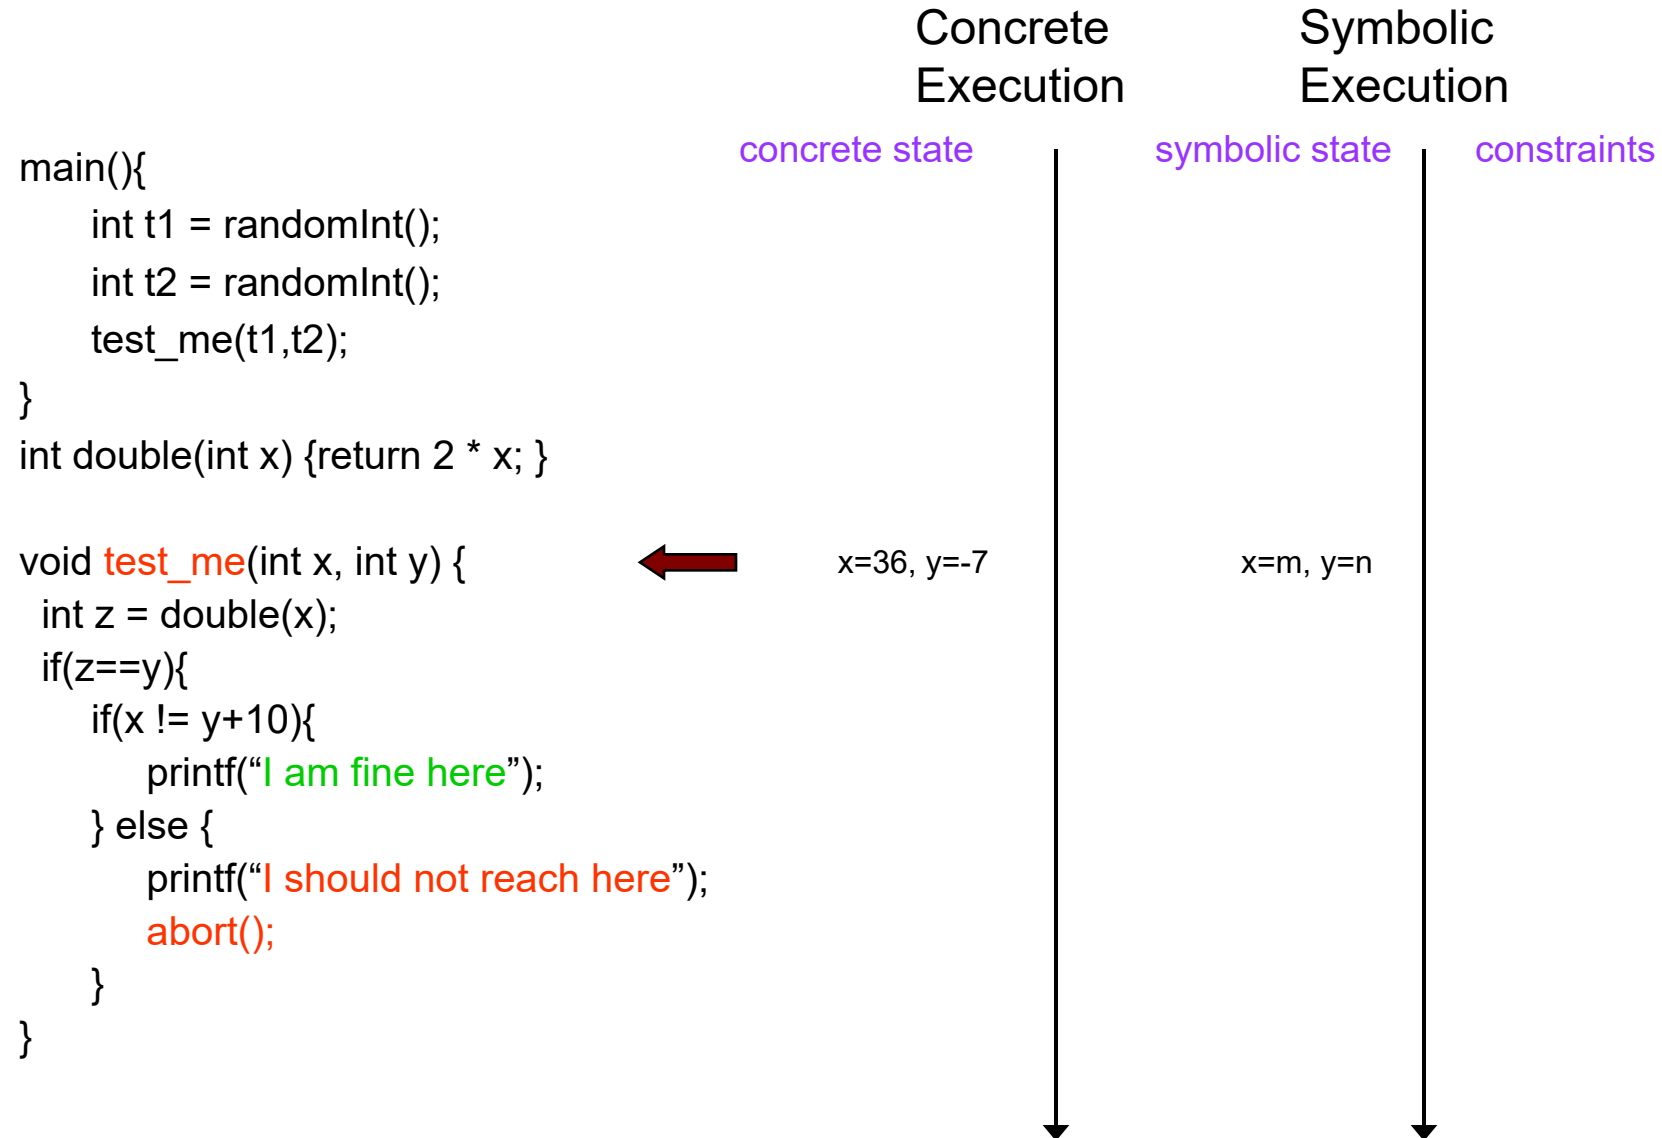 Concrete
Execution
Symbolic
Execution
concrete state
symbolic state
constraints
main(){
int t1 = randomInt();
int t2 = randomInt();
test_me(t1,t2);
}
int double(int x) {return 2 * x; }
void test_me(int x, int y) {
x=36, y=-7
x=m, y=n
int z = double(x);
if(z==y){
if(x != y+10){
printf(“I am fine here”);
} else {
printf(“I should not reach here”);
abort();
}
}